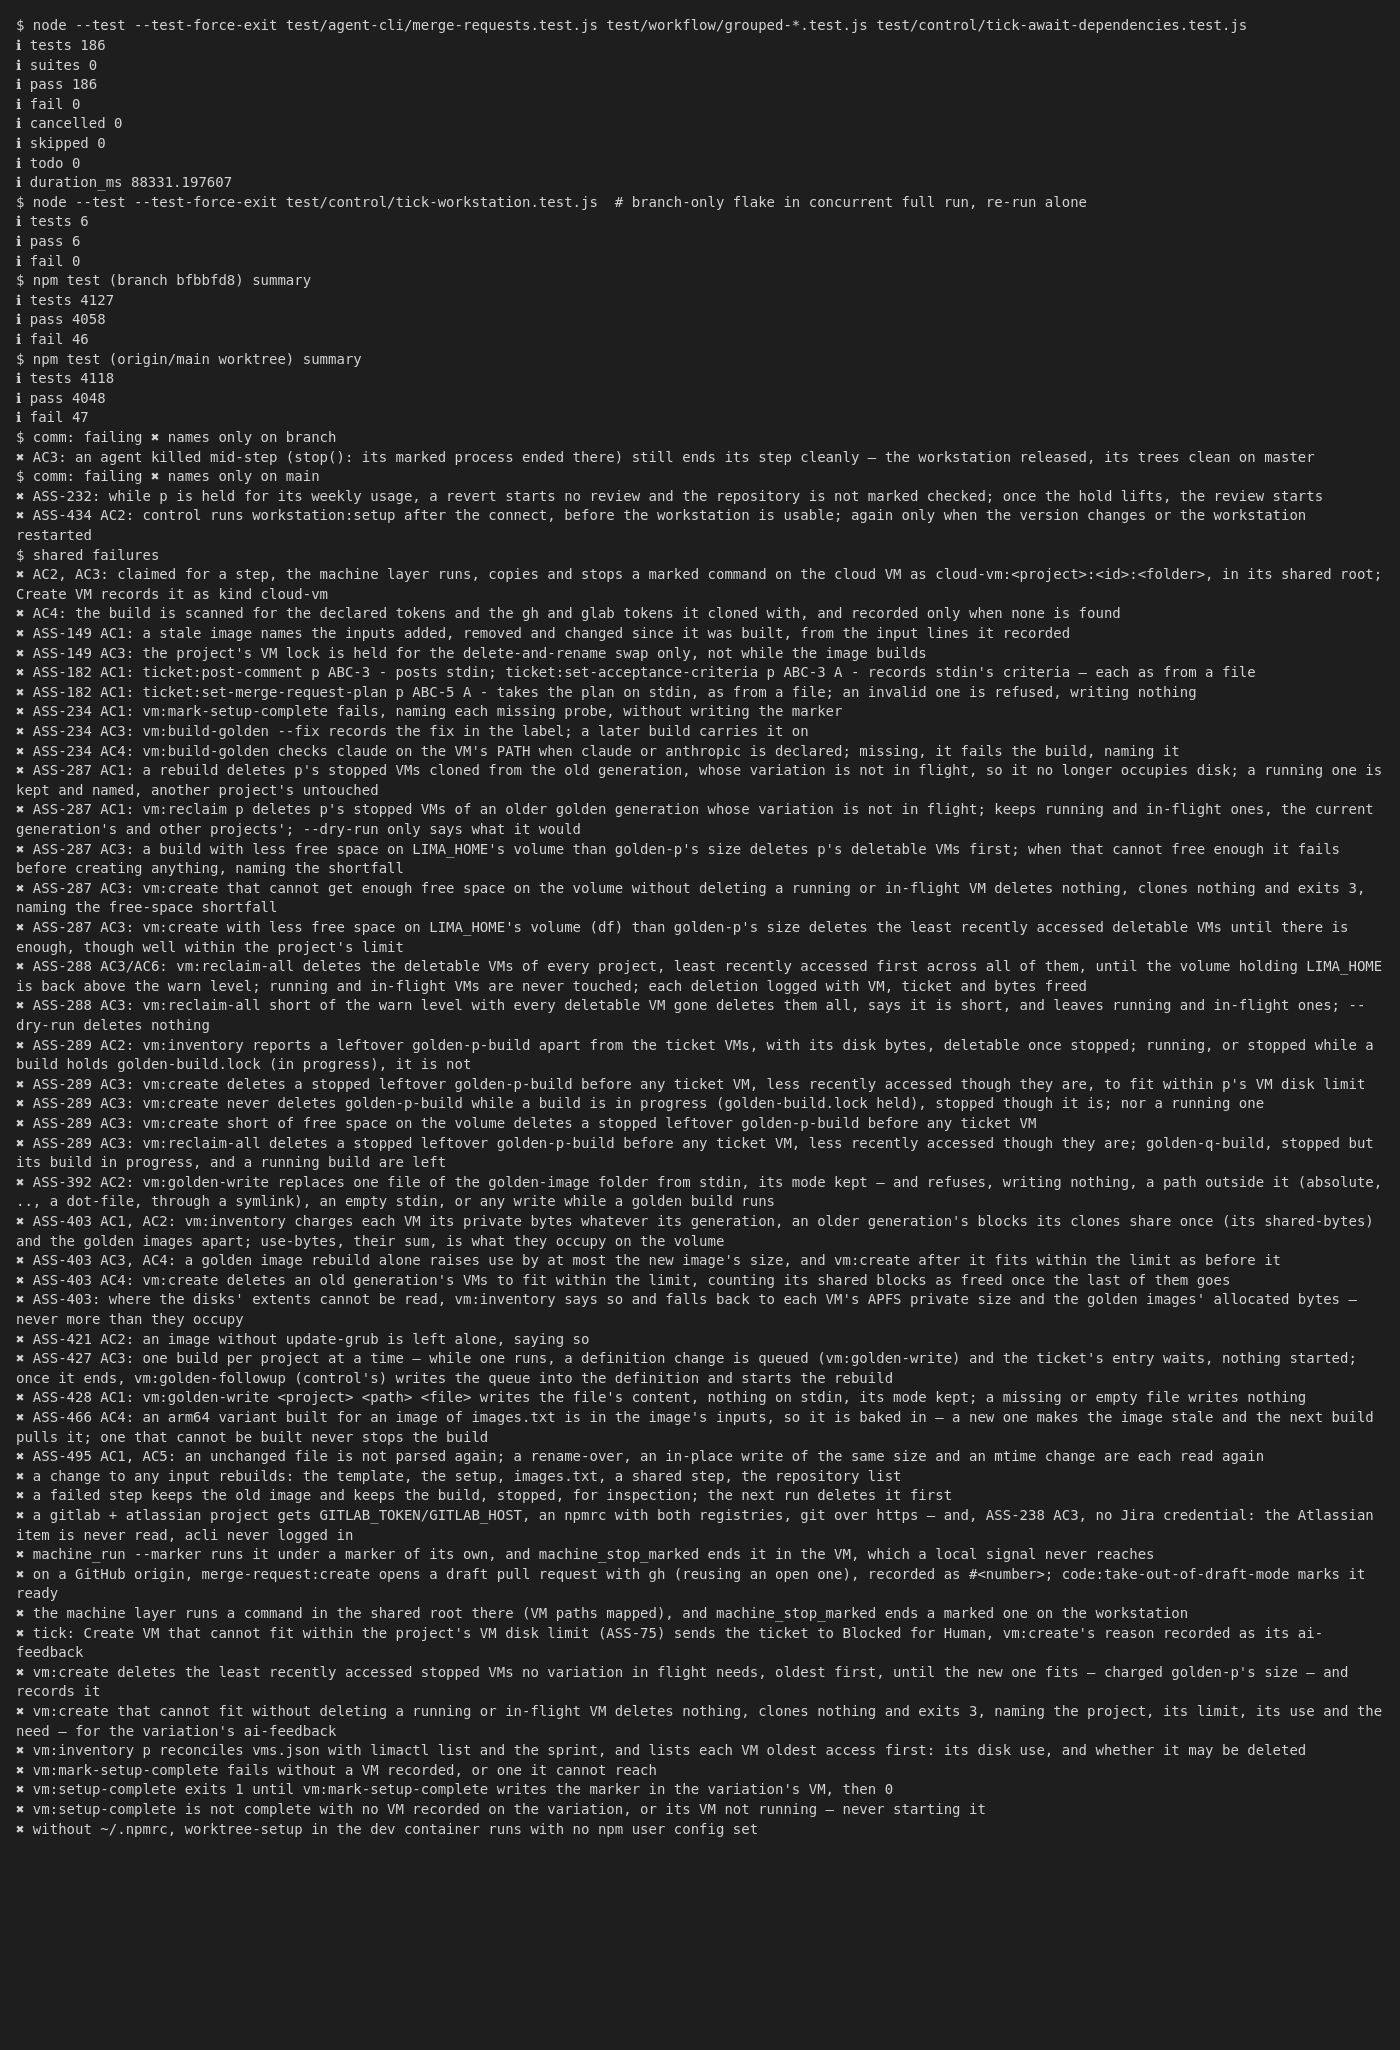 $ node --test --test-force-exit test/agent-cli/merge-requests.test.js test/workflow/grouped-*.test.js test/control/tick-await-dependencies.test.js
ℹ tests 186
ℹ suites 0
ℹ pass 186
ℹ fail 0
ℹ cancelled 0
ℹ skipped 0
ℹ todo 0
ℹ duration_ms 88331.197607
$ node --test --test-force-exit test/control/tick-workstation.test.js  # branch-only flake in concurrent full run, re-run alone
ℹ tests 6
ℹ pass 6
ℹ fail 0
$ npm test (branch bfbbfd8) summary
ℹ tests 4127
ℹ pass 4058
ℹ fail 46
$ npm test (origin/main worktree) summary
ℹ tests 4118
ℹ pass 4048
ℹ fail 47
$ comm: failing ✖ names only on branch
✖ AC3: an agent killed mid-step (stop(): its marked process ended there) still ends its step cleanly — the workstation released, its trees clean on master
$ comm: failing ✖ names only on main
✖ ASS-232: while p is held for its weekly usage, a revert starts no review and the repository is not marked checked; once the hold lifts, the review starts
✖ ASS-434 AC2: control runs workstation:setup after the connect, before the workstation is usable; again only when the version changes or the workstation
restarted
$ shared failures
✖ AC2, AC3: claimed for a step, the machine layer runs, copies and stops a marked command on the cloud VM as cloud-vm:<project>:<id>:<folder>, in its shared root;
Create VM records it as kind cloud-vm
✖ AC4: the build is scanned for the declared tokens and the gh and glab tokens it cloned with, and recorded only when none is found
✖ ASS-149 AC1: a stale image names the inputs added, removed and changed since it was built, from the input lines it recorded
✖ ASS-149 AC3: the project's VM lock is held for the delete-and-rename swap only, not while the image builds
✖ ASS-182 AC1: ticket:post-comment p ABC-3 - posts stdin; ticket:set-acceptance-criteria p ABC-3 A - records stdin's criteria — each as from a file
✖ ASS-182 AC1: ticket:set-merge-request-plan p ABC-5 A - takes the plan on stdin, as from a file; an invalid one is refused, writing nothing
✖ ASS-234 AC1: vm:mark-setup-complete fails, naming each missing probe, without writing the marker
✖ ASS-234 AC3: vm:build-golden --fix records the fix in the label; a later build carries it on
✖ ASS-234 AC4: vm:build-golden checks claude on the VM's PATH when claude or anthropic is declared; missing, it fails the build, naming it
✖ ASS-287 AC1: a rebuild deletes p's stopped VMs cloned from the old generation, whose variation is not in flight, so it no longer occupies disk; a running one is
kept and named, another project's untouched
✖ ASS-287 AC1: vm:reclaim p deletes p's stopped VMs of an older golden generation whose variation is not in flight; keeps running and in-flight ones, the current
generation's and other projects'; --dry-run only says what it would
✖ ASS-287 AC3: a build with less free space on LIMA_HOME's volume than golden-p's size deletes p's deletable VMs first; when that cannot free enough it fails
before creating anything, naming the shortfall
✖ ASS-287 AC3: vm:create that cannot get enough free space on the volume without deleting a running or in-flight VM deletes nothing, clones nothing and exits 3,
naming the free-space shortfall
✖ ASS-287 AC3: vm:create with less free space on LIMA_HOME's volume (df) than golden-p's size deletes the least recently accessed deletable VMs until there is
enough, though well within the project's limit
✖ ASS-288 AC3/AC6: vm:reclaim-all deletes the deletable VMs of every project, least recently accessed first across all of them, until the volume holding LIMA_HOME
is back above the warn level; running and in-flight VMs are never touched; each deletion logged with VM, ticket and bytes freed
✖ ASS-288 AC3: vm:reclaim-all short of the warn level with every deletable VM gone deletes them all, says it is short, and leaves running and in-flight ones; --
dry-run deletes nothing
✖ ASS-289 AC2: vm:inventory reports a leftover golden-p-build apart from the ticket VMs, with its disk bytes, deletable once stopped; running, or stopped while a
build holds golden-build.lock (in progress), it is not
✖ ASS-289 AC3: vm:create deletes a stopped leftover golden-p-build before any ticket VM, less recently accessed though they are, to fit within p's VM disk limit
✖ ASS-289 AC3: vm:create never deletes golden-p-build while a build is in progress (golden-build.lock held), stopped though it is; nor a running one
✖ ASS-289 AC3: vm:create short of free space on the volume deletes a stopped leftover golden-p-build before any ticket VM
✖ ASS-289 AC3: vm:reclaim-all deletes a stopped leftover golden-p-build before any ticket VM, less recently accessed though they are; golden-q-build, stopped but
its build in progress, and a running build are left
✖ ASS-392 AC2: vm:golden-write replaces one file of the golden-image folder from stdin, its mode kept — and refuses, writing nothing, a path outside it (absolute,
.., a dot-file, through a symlink), an empty stdin, or any write while a golden build runs
✖ ASS-403 AC1, AC2: vm:inventory charges each VM its private bytes whatever its generation, an older generation's blocks its clones share once (its shared-bytes)
and the golden images apart; use-bytes, their sum, is what they occupy on the volume
✖ ASS-403 AC3, AC4: a golden image rebuild alone raises use by at most the new image's size, and vm:create after it fits within the limit as before it
✖ ASS-403 AC4: vm:create deletes an old generation's VMs to fit within the limit, counting its shared blocks as freed once the last of them goes
✖ ASS-403: where the disks' extents cannot be read, vm:inventory says so and falls back to each VM's APFS private size and the golden images' allocated bytes —
never more than they occupy
✖ ASS-421 AC2: an image without update-grub is left alone, saying so
✖ ASS-427 AC3: one build per project at a time — while one runs, a definition change is queued (vm:golden-write) and the ticket's entry waits, nothing started;
once it ends, vm:golden-followup (control's) writes the queue into the definition and starts the rebuild
✖ ASS-428 AC1: vm:golden-write <project> <path> <file> writes the file's content, nothing on stdin, its mode kept; a missing or empty file writes nothing
✖ ASS-466 AC4: an arm64 variant built for an image of images.txt is in the image's inputs, so it is baked in — a new one makes the image stale and the next build
pulls it; one that cannot be built never stops the build
✖ ASS-495 AC1, AC5: an unchanged file is not parsed again; a rename-over, an in-place write of the same size and an mtime change are each read again
✖ a change to any input rebuilds: the template, the setup, images.txt, a shared step, the repository list
✖ a failed step keeps the old image and keeps the build, stopped, for inspection; the next run deletes it first
✖ a gitlab + atlassian project gets GITLAB_TOKEN/GITLAB_HOST, an npmrc with both registries, git over https — and, ASS-238 AC3, no Jira credential: the Atlassian
item is never read, acli never logged in
✖ machine_run --marker runs it under a marker of its own, and machine_stop_marked ends it in the VM, which a local signal never reaches
✖ on a GitHub origin, merge-request:create opens a draft pull request with gh (reusing an open one), recorded as #<number>; code:take-out-of-draft-mode marks it
ready
✖ the machine layer runs a command in the shared root there (VM paths mapped), and machine_stop_marked ends a marked one on the workstation
✖ tick: Create VM that cannot fit within the project's VM disk limit (ASS-75) sends the ticket to Blocked for Human, vm:create's reason recorded as its ai-
feedback
✖ vm:create deletes the least recently accessed stopped VMs no variation in flight needs, oldest first, until the new one fits — charged golden-p's size — and
records it
✖ vm:create that cannot fit without deleting a running or in-flight VM deletes nothing, clones nothing and exits 3, naming the project, its limit, its use and the
need — for the variation's ai-feedback
✖ vm:inventory p reconciles vms.json with limactl list and the sprint, and lists each VM oldest access first: its disk use, and whether it may be deleted
✖ vm:mark-setup-complete fails without a VM recorded, or one it cannot reach
✖ vm:setup-complete exits 1 until vm:mark-setup-complete writes the marker in the variation's VM, then 0
✖ vm:setup-complete is not complete with no VM recorded on the variation, or its VM not running — never starting it
✖ without ~/.npmrc, worktree-setup in the dev container runs with no npm user config set